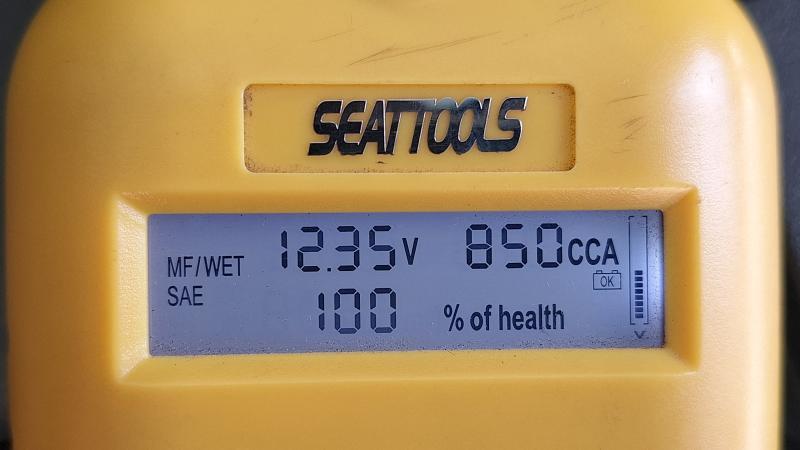 SEATTOOLS
MF/WET 12.35V 850CCA
SAE 100 % of health
OK
V